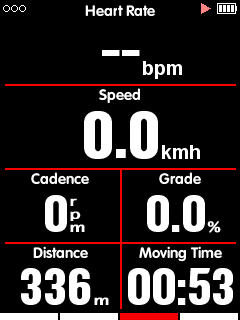 Heart Rate
-- bpm
Speed
0.0 kmh
Cadence Grade
0 rpm 0.0 %
Distance Moving Time
336 m 00:53